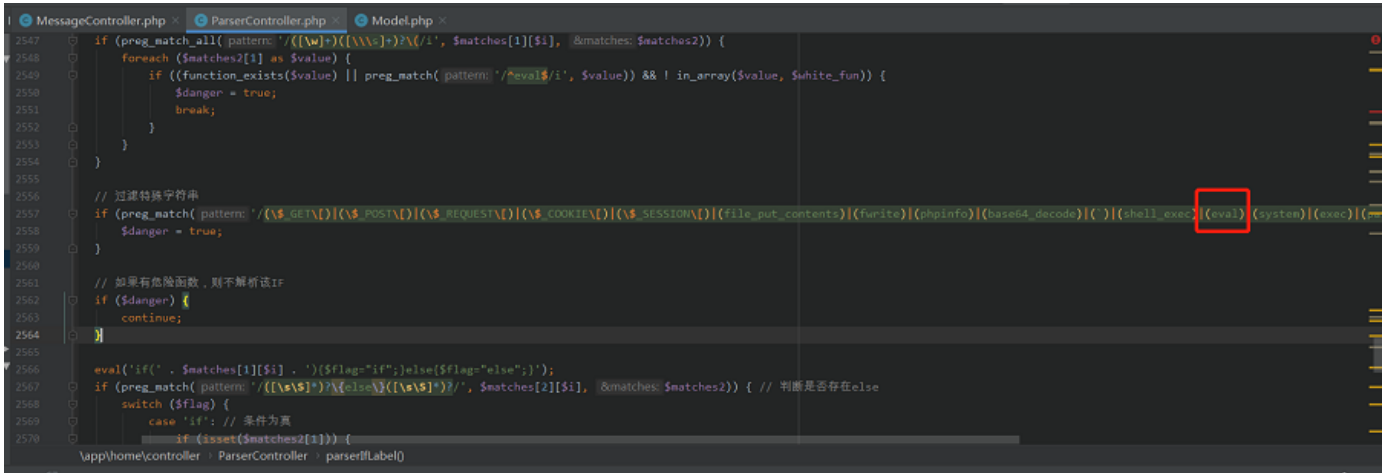 MessageController.php × ParserController.php × Model.php ×
2547 if (preg_match_all( pattern: '/([\w]+)([\\\s]+)?\(/i', $matches[1][$i], &matches: $matches2)) {
2548 foreach ($matches2[1] as $value) {
2549 if ((function_exists($value) || preg_match( pattern: '/^eval$/i', $value)) && ! in_array($value, $white_fun)) {
2550 $danger = true;
2551 break;
2552 }
2553 }
2554 }
2555
2556 // 过滤特殊字符串
2557 if (preg_match( pattern: '/(\$_GET\[)|(\$_POST\[)|(\$_REQUEST\[)|(\$_COOKIE\[)|(\$_SESSION\[)|(file_put_contents)|(fwrite)|(phpinfo)|(base64_decode)|(`)|(shell_exec)|(eval)|(system)|(exec)|(
2558 $danger = true;
2559 }
2560
2561 // 如果有危险函数，则不解析该IF
2562 if ($danger) {
2563 continue;
2564 }
2565
2566 eval('if(' . $matches[1][$i] . '){$flag="if";}else{$flag="else";}');
2567 if (preg_match( pattern: '/([\s\S]*)?\{else\}([\s\S]*)?/', $matches[2][$i], &matches: $matches2)) { // 判断是否存在else
2568 switch ($flag) {
2569 case 'if': // 条件为真
2570 if (isset($matches2[1])) {
\app\home\controller › ParserController › parserIfLabel()